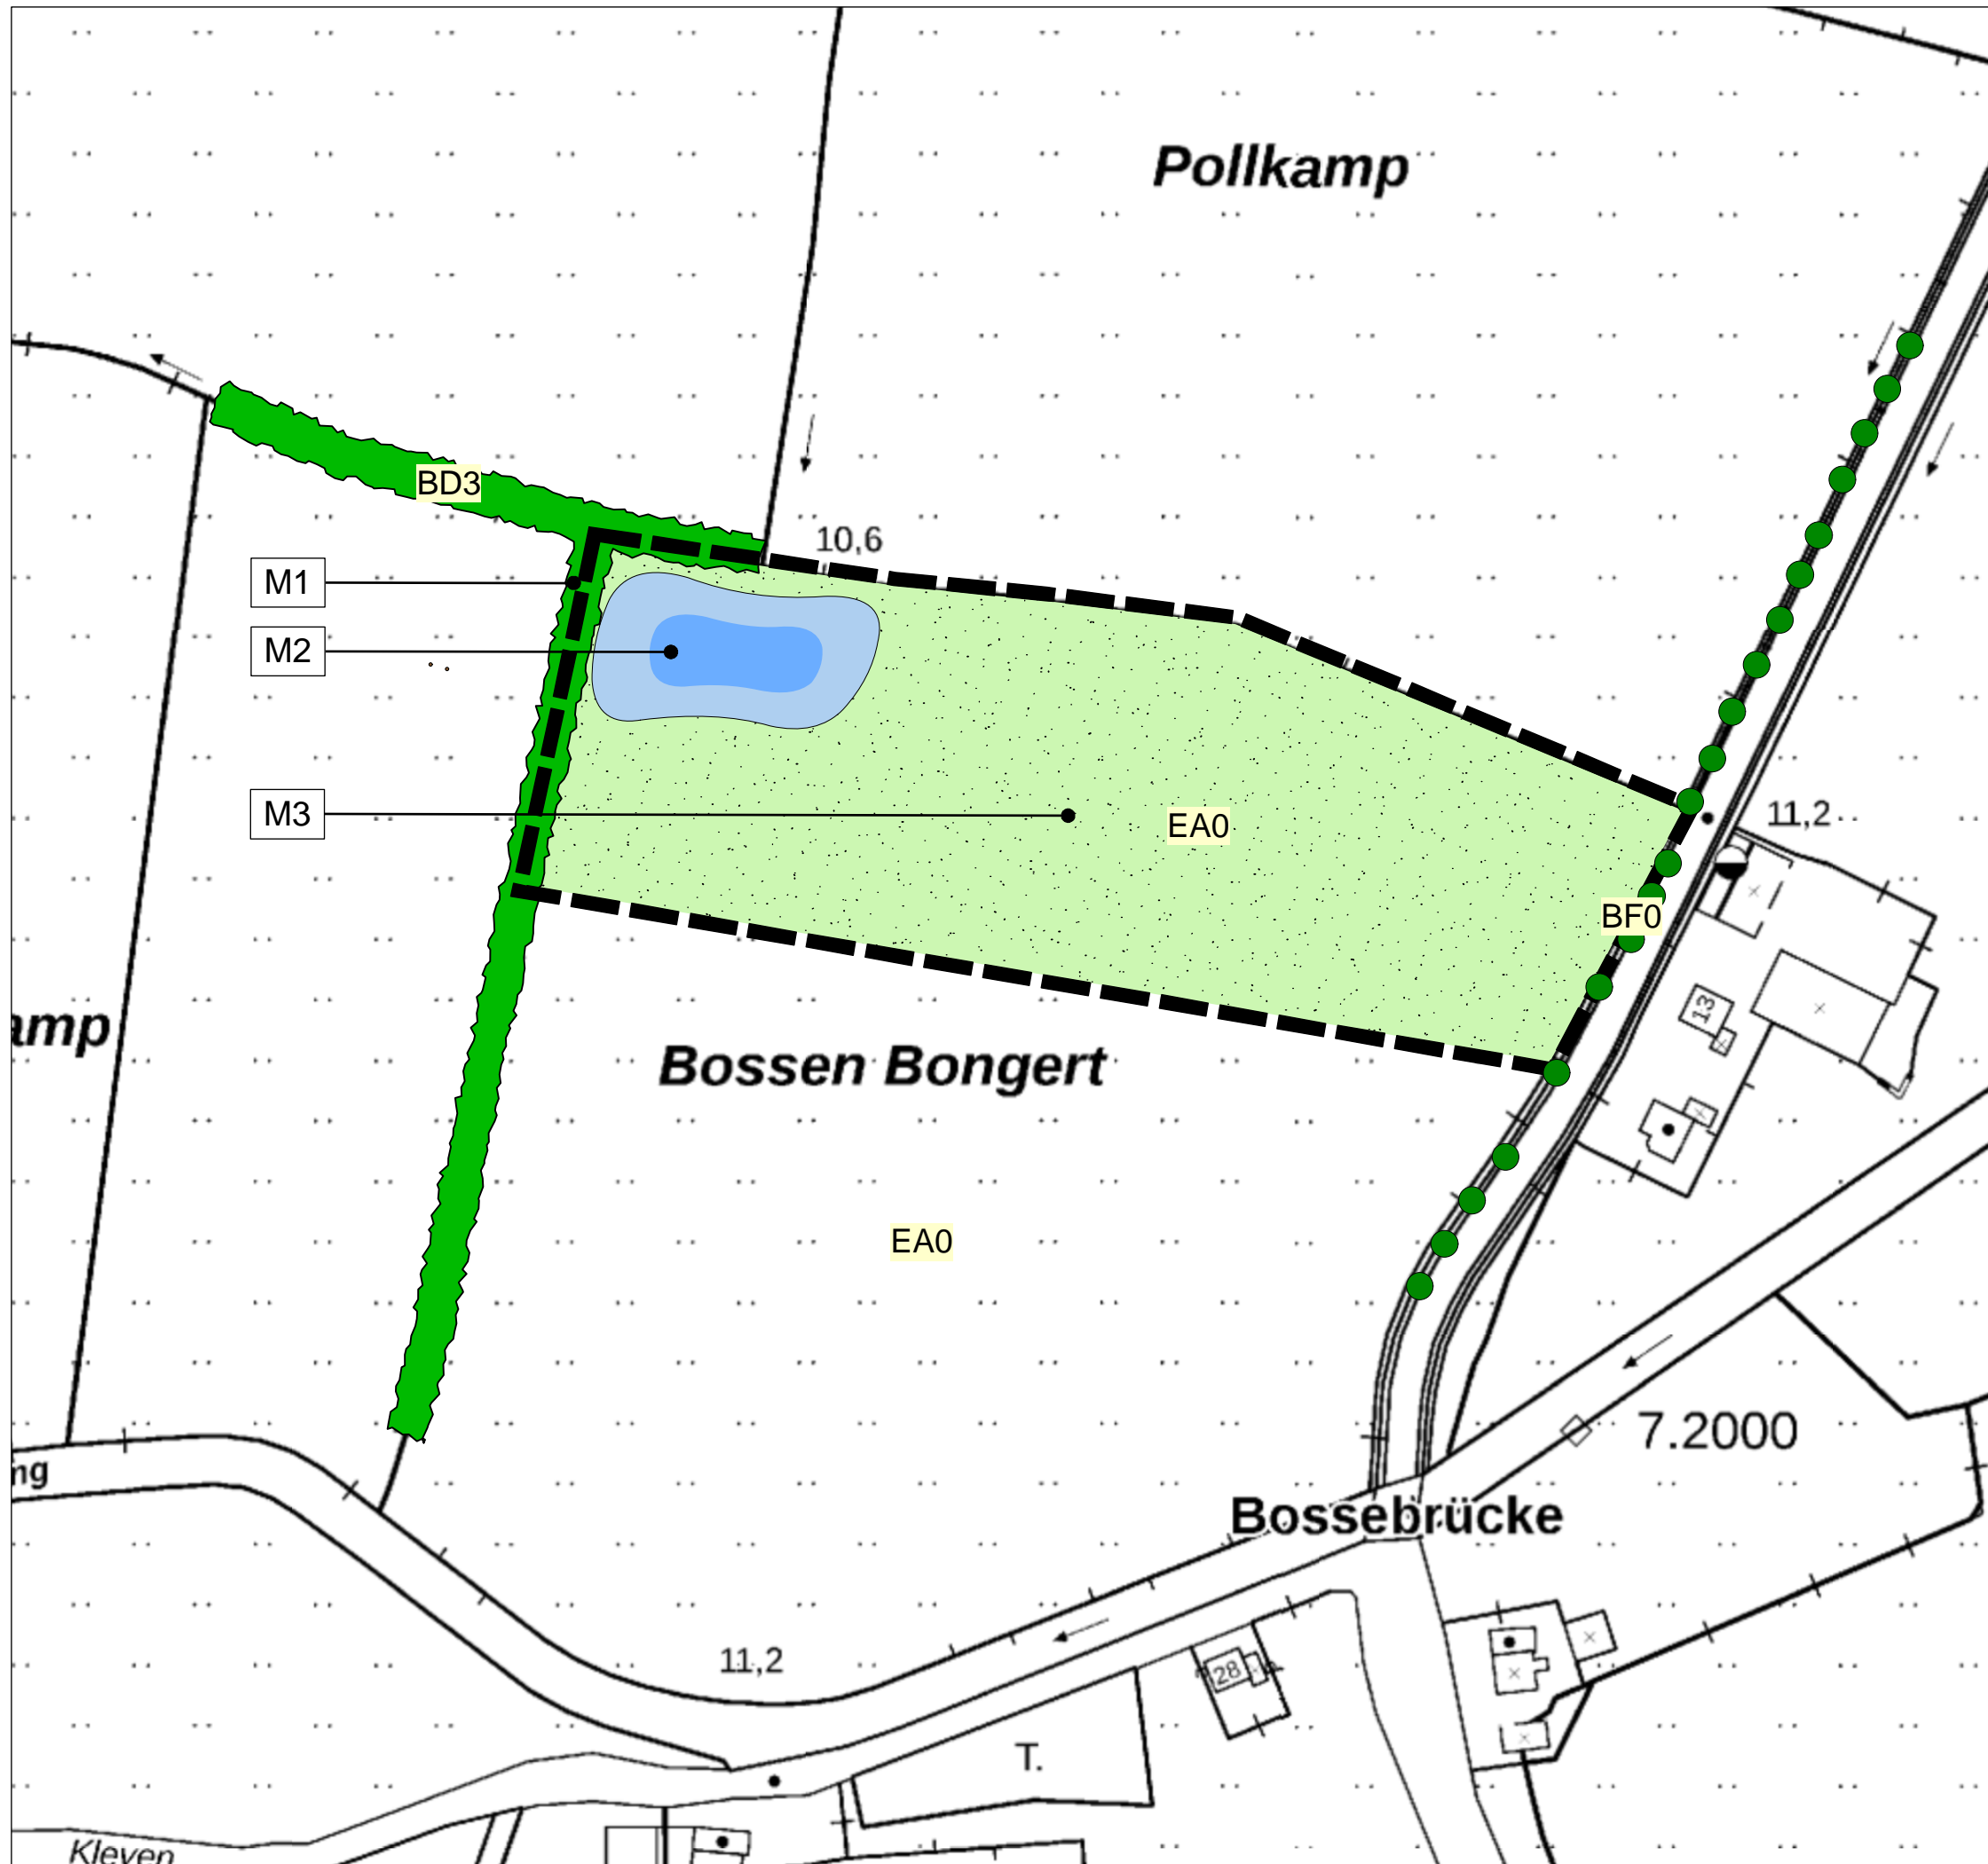 Pollkamp
BD3
10,6
M1
M2
M3
EA0
11,2
BF0
13
amp
Bossen Bongert
EA0
7.2000
ng
Bossebrücke
11,2
28
T.
Kleven